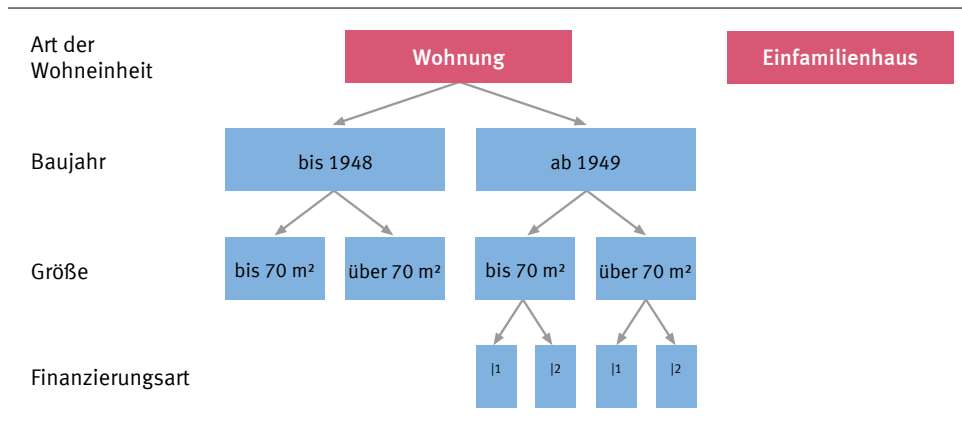 Art der
Wohneinheit
Wohnung
Einfamilienhaus
Baujahr
bis 1948
ab 1949
Größe
bis 70 m²
über 70 m²
bis 70 m²
über 70 m²
Finanzierungsart
|1
|2
|1
|2